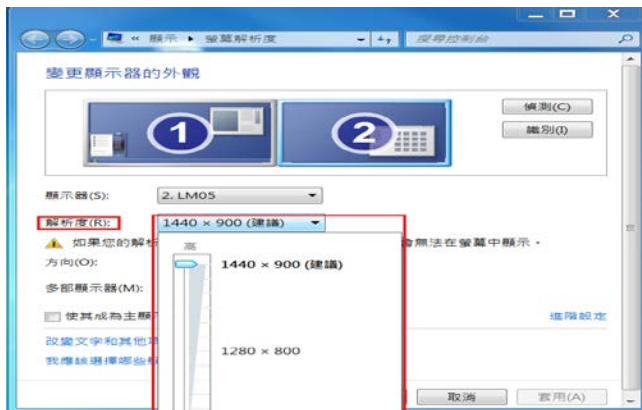 « 顯示 ▸ 螢幕解析度
搜尋控制台
變更顯示器的外觀
1
2
偵測(C)
識別(I)
顯示器(S):
2. LM05
解析度(R):
1440 × 900 (建議)
如果您的解析
會無法在螢幕中顯示。
高
方向(O):
1440 × 900 (建議)
多部顯示器(M):
使其成為主顯
進階設定
改變文字和其他
1280 × 800
我應該選擇哪些
取消
套用(A)